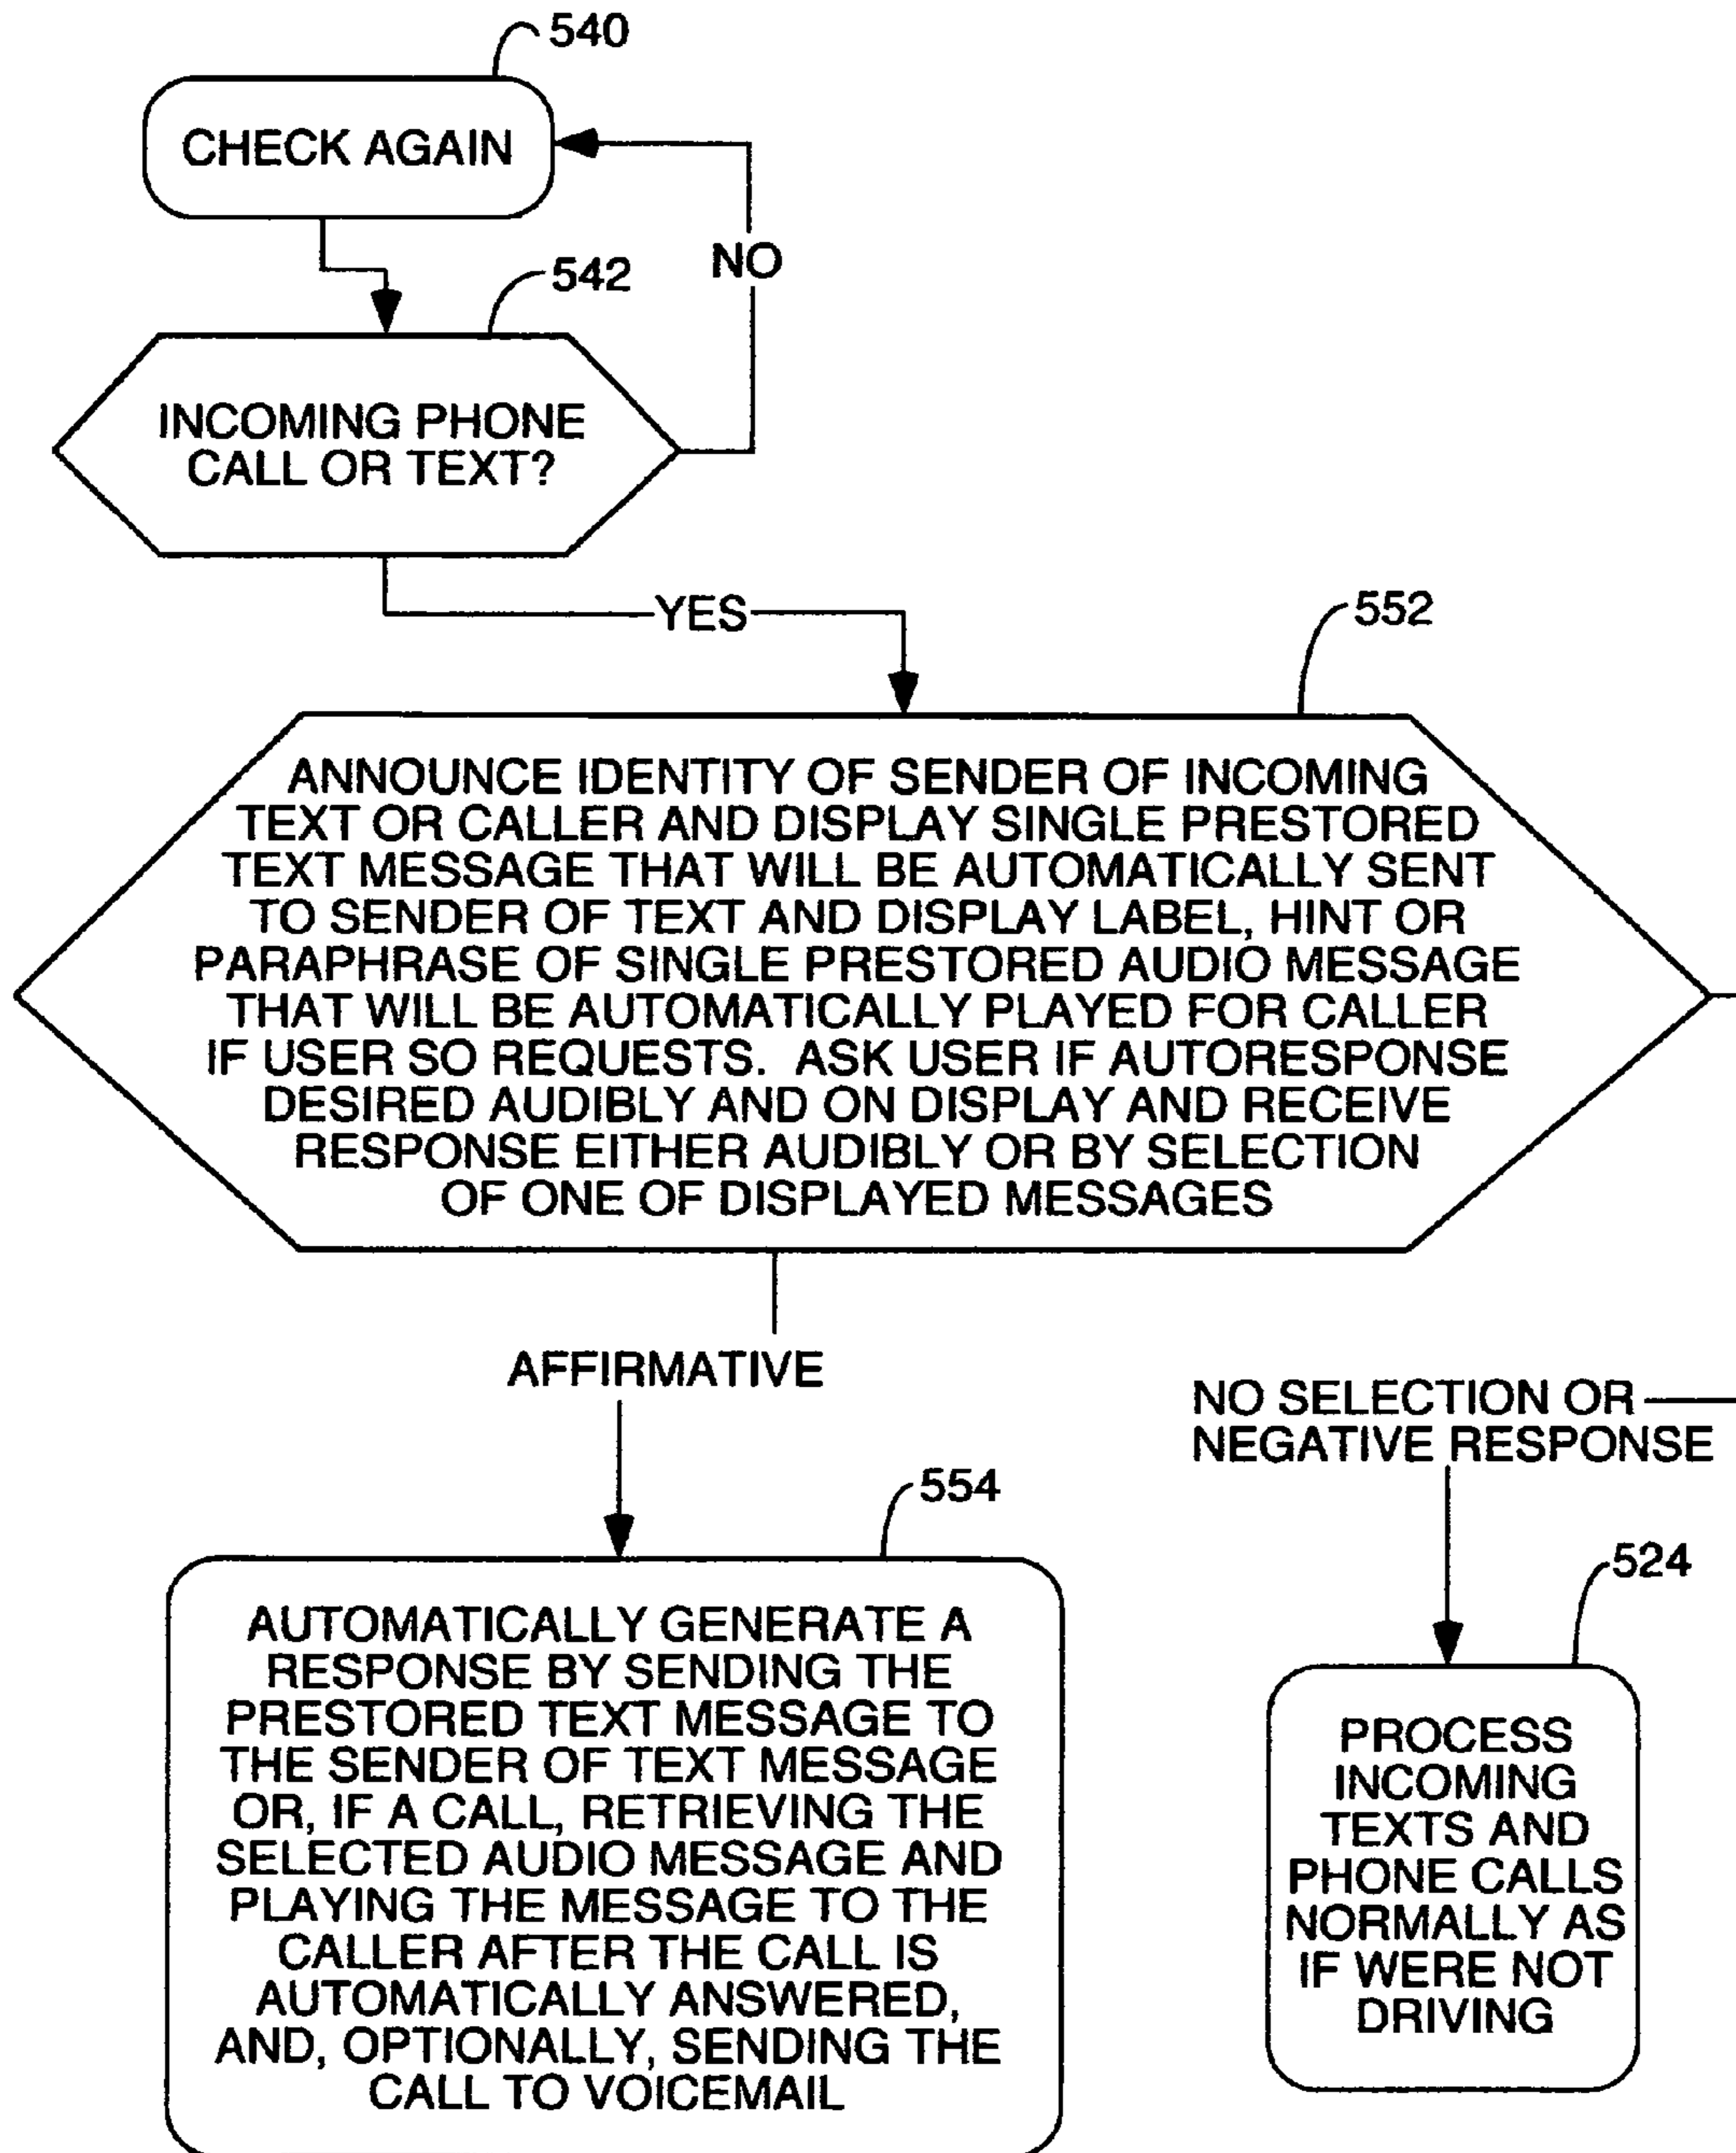 540
CHECK AGAIN
NO
542
INCOMING PHONE
CALL OR TEXT?
YES
552
ANNOUNCE IDENTITY OF SENDER OF INCOMING
TEXT OR CALLER AND DISPLAY SINGLE PRESTORED
TEXT MESSAGE THAT WILL BE AUTOMATICALLY SENT
TO SENDER OF TEXT AND DISPLAY LABEL, HINT OR
PARAPHRASE OF SINGLE PRESTORED AUDIO MESSAGE
THAT WILL BE AUTOMATICALLY PLAYED FOR CALLER
IF USER SO REQUESTS. ASK USER IF AUTORESPONSE
DESIRED AUDIBLY AND ON DISPLAY AND RECEIVE
RESPONSE EITHER AUDIBLY OR BY SELECTION
OF ONE OF DISPLAYED MESSAGES
AFFIRMATIVE
NO SELECTION OR
NEGATIVE RESPONSE
554
AUTOMATICALLY GENERATE A
RESPONSE BY SENDING THE
PRESTORED TEXT MESSAGE TO
THE SENDER OF TEXT MESSAGE
OR, IF A CALL, RETRIEVING THE
SELECTED AUDIO MESSAGE AND
PLAYING THE MESSAGE TO THE
CALLER AFTER THE CALL IS
AUTOMATICALLY ANSWERED,
AND, OPTIONALLY, SENDING THE
CALL TO VOICEMAIL
524
PROCESS
INCOMING
TEXTS AND
PHONE CALLS
NORMALLY AS
IF WERE NOT
DRIVING